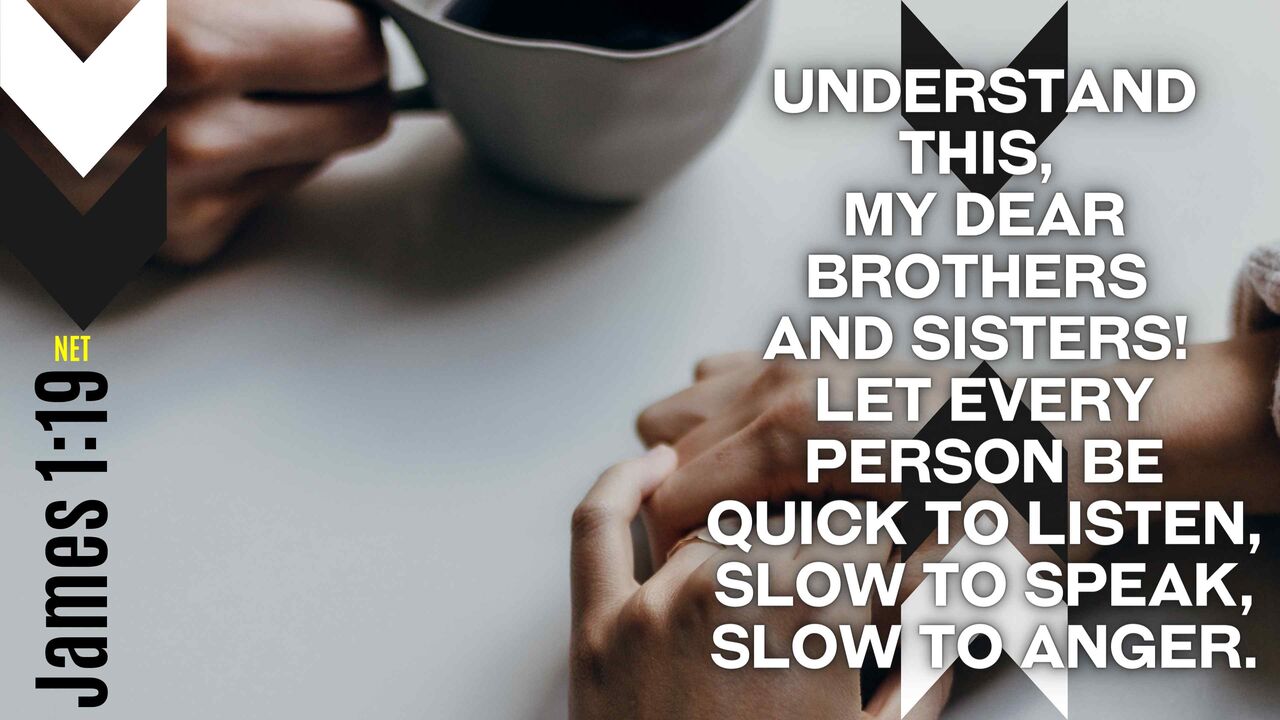 UNDERSTAND
THIS,
MY DEAR
BROTHERS
AND SISTERS!
LET EVERY
PERSON BE
QUICK TO LISTEN,
SLOW TO SPEAK,
SLOW TO ANGER.
James 1:19 NET